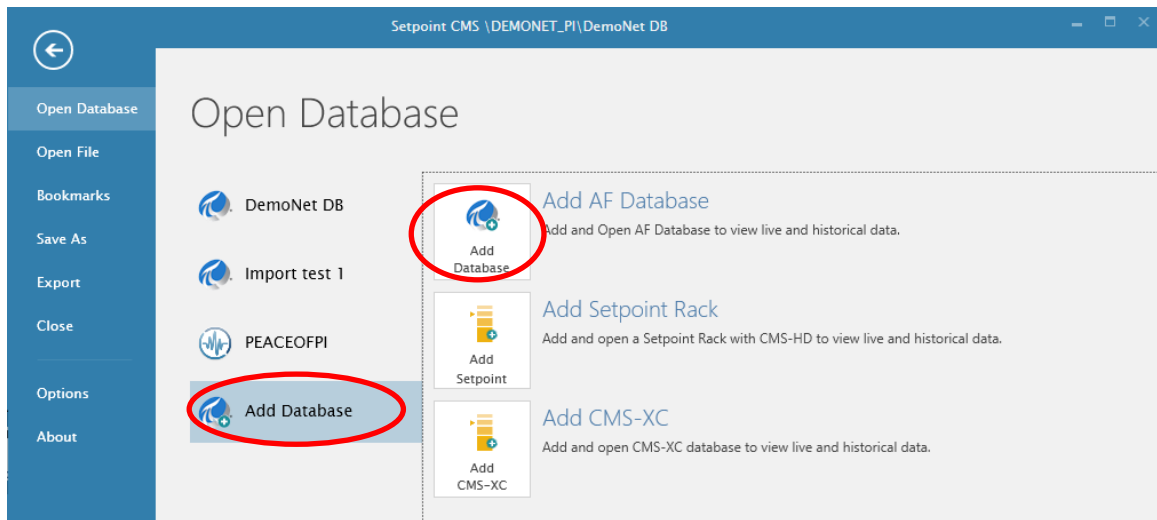 Setpoint CMS \DEMONET_PI\DemoNet DB
Open Database
Open File
Bookmarks
Save As
Export
Close
Options
About
Open Database
DemoNet DB
Import test 1
PEACEOFPI
Add Database
Add
Database
Add AF Database
Add and Open AF Database to view live and historical data.
Add
Setpoint
Add Setpoint Rack
Add and open a Setpoint Rack with CMS-HD to view live and historical data.
Add
CMS-XC
Add CMS-XC
Add and open CMS-XC database to view live and historical data.